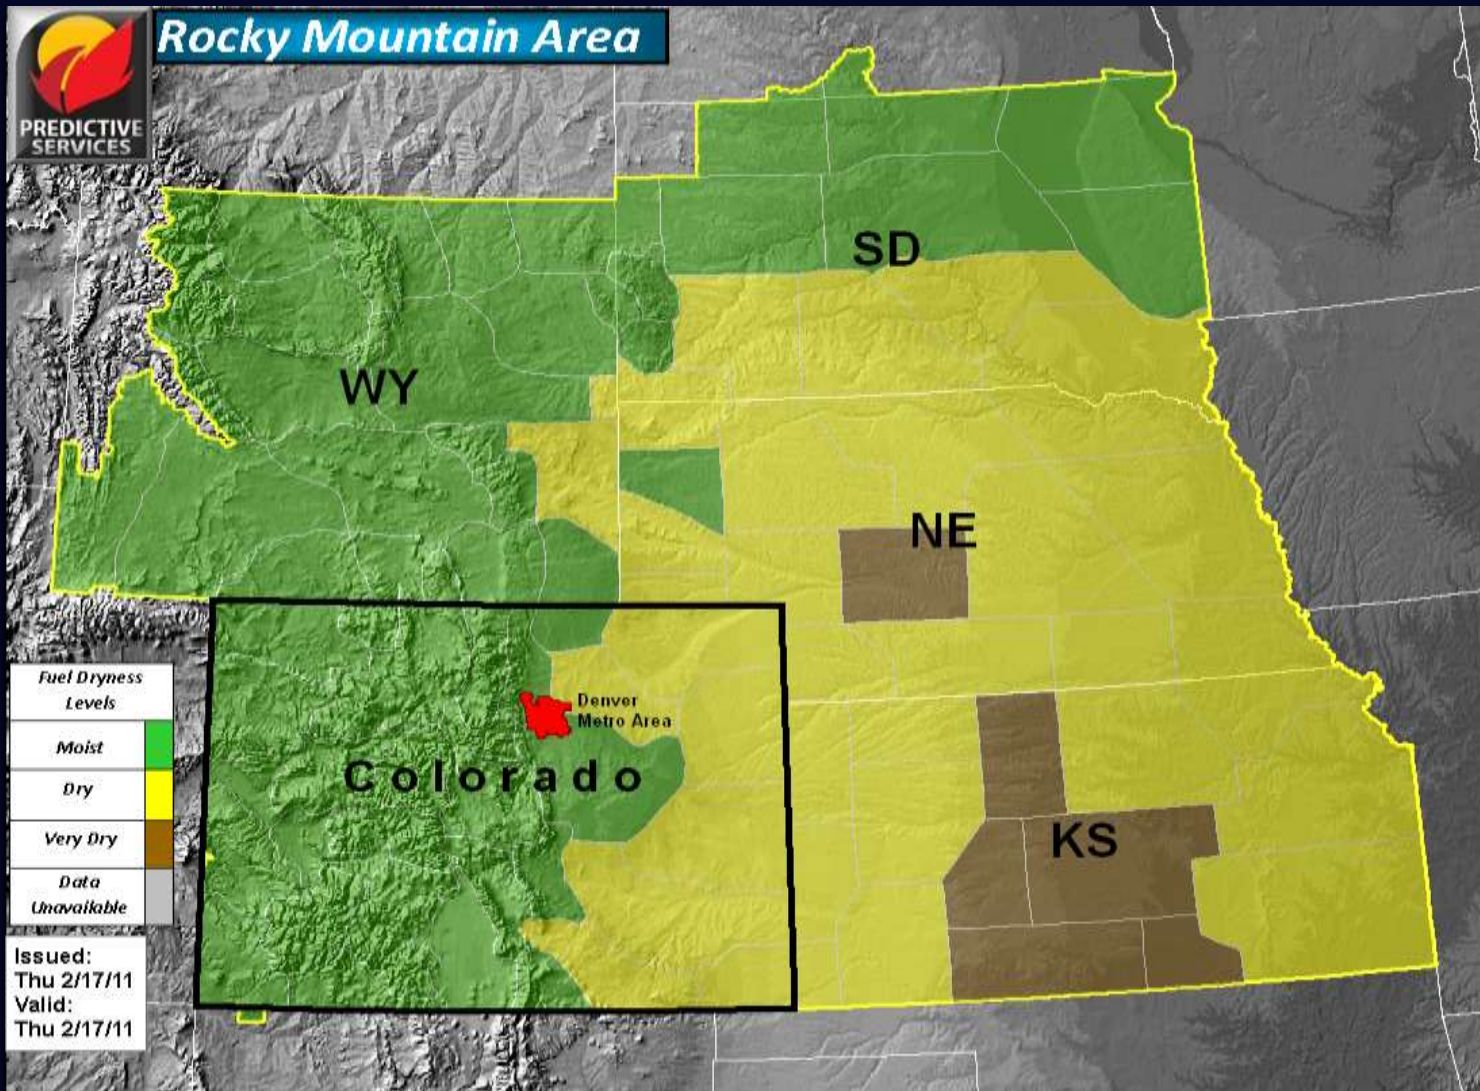 Rocky Mountain Area
PREDICTIVE
SERVICES
SD
WY
NE
Denver
Metro Area
Colorado
KS
Fuel Dryness
Levels
Moist
Dry
Very Dry
Data
Unavailable
Issued:
Thu 2/17/11
Valid:
Thu 2/17/11